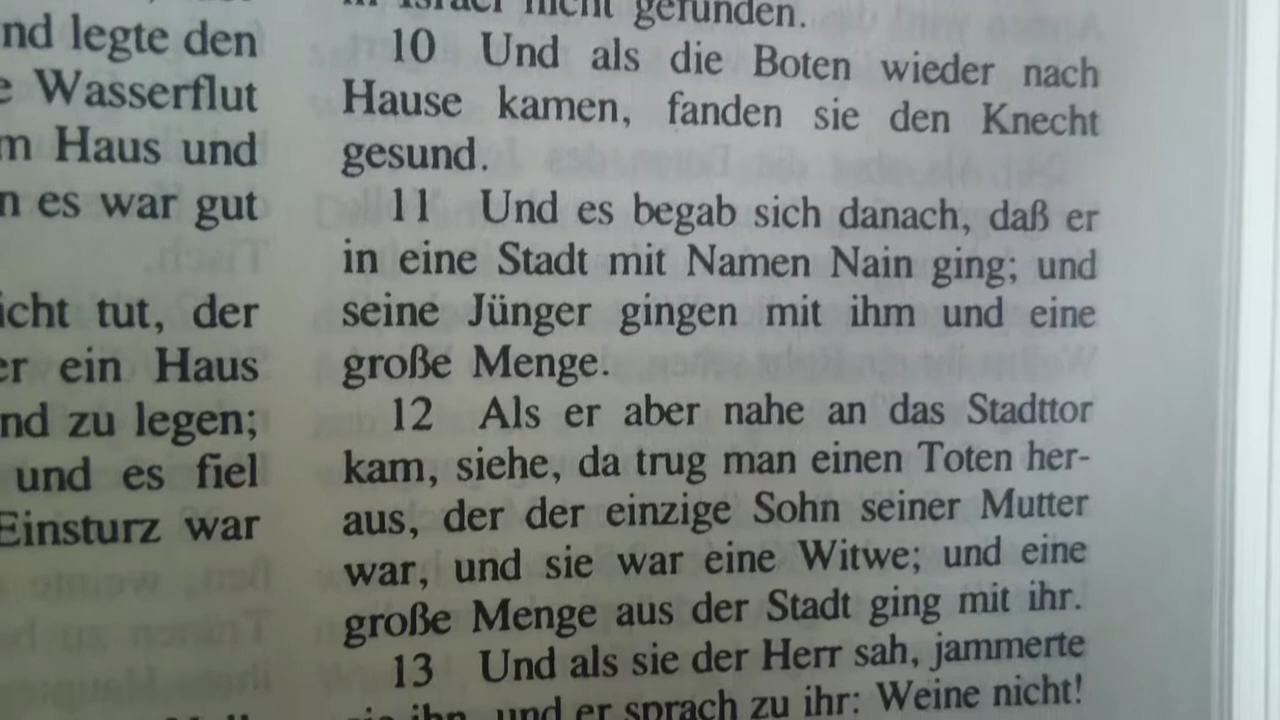 nd legte den
Wasserflut
m Haus und
n es war gut
icht tut, der
er ein Haus
nd zu legen;
und es fiel
Einsturz war
in Israel nicht gefunden.
10 Und als die Boten wieder nach
Hause kamen, fanden sie den Knecht
gesund.
11 Und es begab sich danach, daß er
in eine Stadt mit Namen Nain ging; und
seine Jünger gingen mit ihm und eine
große Menge.
12 Als er aber nahe an das Stadttor
kam, siehe, da trug man einen Toten her-
aus, der der einzige Sohn seiner Mutter
war, und sie war eine Witwe; und eine
große Menge aus der Stadt ging mit ihr.
13 Und als sie der Herr sah, jammerte
sie ihn, und er sprach zu ihr: Weine nicht!